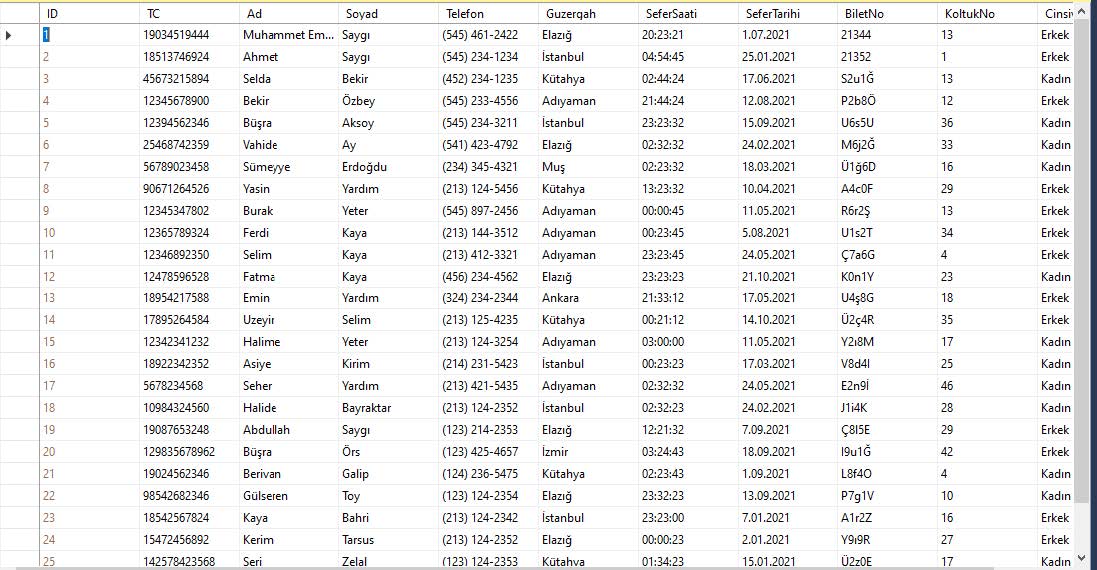 ID TC Ad Soyad Telefon Guzergah SeferSaati SeferTarihi BiletNo KoltukNo Cinsiy
1 19034519444 Muhammet Em... Saygı (545) 461-2422 Elazığ 20:23:21 1.07.2021 21344 13 Erkek
2 18513746924 Ahmet Saygı (545) 234-1234 İstanbul 04:54:45 25.01.2021 21352 1 Erkek
3 45673215894 Selda Bekir (452) 234-1235 Kütahya 02:44:24 17.06.2021 S2u1Ğ 13 Kadın
4 12345678900 Bekir Özbey (545) 233-4556 Adıyaman 21:44:24 12.08.2021 P2b8Ö 12 Erkek
5 12394562346 Büşra Aksoy (545) 234-3211 İstanbul 23:23:32 15.09.2021 U6s5U 36 Kadın
6 25468742359 Vahide Ay (541) 423-4792 Elazığ 02:32:32 24.02.2021 M6j2Ğ 33 Kadın
7 56789023458 Sümeyye Erdoğdu (234) 345-4321 Muş 02:23:32 18.03.2021 Ü1ğ6D 16 Kadın
8 90671264526 Yasin Yardım (213) 124-5456 Kütahya 13:23:32 10.04.2021 A4c0F 29 Erkek
9 12345347802 Burak Yeter (545) 897-2456 Adıyaman 00:00:45 11.05.2021 R6r2Ş 13 Erkek
10 12365789324 Ferdi Kaya (213) 144-3512 Adıyaman 00:23:45 5.08.2021 U1s2T 34 Erkek
11 12346892350 Selim Kaya (213) 412-3321 Adıyaman 23:23:45 24.05.2021 Ç7a6G 4 Erkek
12 12478596528 Fatma Kaya (456) 234-4562 Elazığ 23:23:23 21.10.2021 K0n1Y 23 Kadın
13 18954217588 Emin Yardım (324) 234-2344 Ankara 21:33:12 17.05.2021 U4ş8G 18 Erkek
14 17895264584 Uzeyir Selim (213) 125-4235 Kütahya 00:21:12 14.10.2021 Ü2ç4R 35 Erkek
15 12342341232 Halime Yeter (213) 124-3254 Adıyaman 03:00:00 11.05.2021 Y2ı8M 17 Kadın
16 18922342352 Asiye Kirim (214) 231-5423 İstanbul 00:23:23 17.03.2021 V8d4I 25 Kadın
17 5678234568 Seher Yardım (213) 421-5435 Adıyaman 02:32:32 24.05.2021 E2n9İ 46 Kadın
18 10984324560 Halide Bayraktar (213) 124-2352 İstanbul 02:32:23 24.02.2021 J1i4K 28 Kadın
19 19087653248 Abdullah Saygı (123) 214-2353 Elazığ 12:21:32 7.09.2021 Ç8l5E 29 Erkek
20 129835678962 Büşra Örs (123) 425-4657 İzmir 03:24:43 18.09.2021 I9u1Ğ 42 Erkek
21 19024562346 Berivan Galip (124) 236-5475 Kütahya 02:23:43 1.09.2021 L8f4O 4 Kadın
22 98542682346 Gülseren Toy (123) 124-2354 Elazığ 23:32:23 13.09.2021 P7g1V 10 Kadın
23 18542567824 Kaya Bahri (213) 124-2342 İstanbul 23:23:00 7.01.2021 A1r2Z 16 Erkek
24 15472456892 Kerim Tarsus (213) 124-2352 Elazığ 00:00:23 2.01.2021 Y9ı9R 27 Erkek
25 142578423568 Seri Zelal (123) 124-2353 Kütahya 01:34:23 15.01.2021 Ü2z0E 17 Kadın